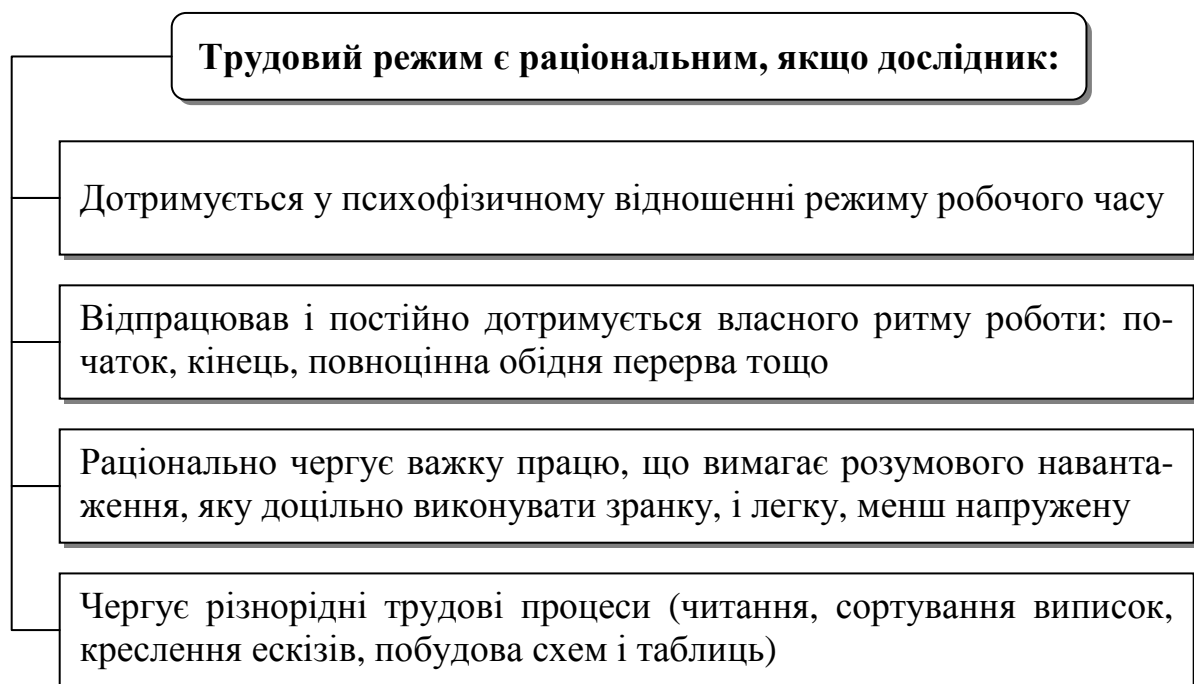 Трудовий режим є раціональним, якщо дослідник:
Дотримується у психофізичному відношенні режиму робочого часу
Відпрацював і постійно дотримується власного ритму роботи: по-
чаток, кінець, повноцінна обідня перерва тощо
Раціонально чергує важку працю, що вимагає розумового наванта-
ження, яку доцільно виконувати зранку, і легку, менш напружену
Чергує різнорідні трудові процеси (читання, сортування виписок,
креслення ескізів, побудова схем і таблиць)